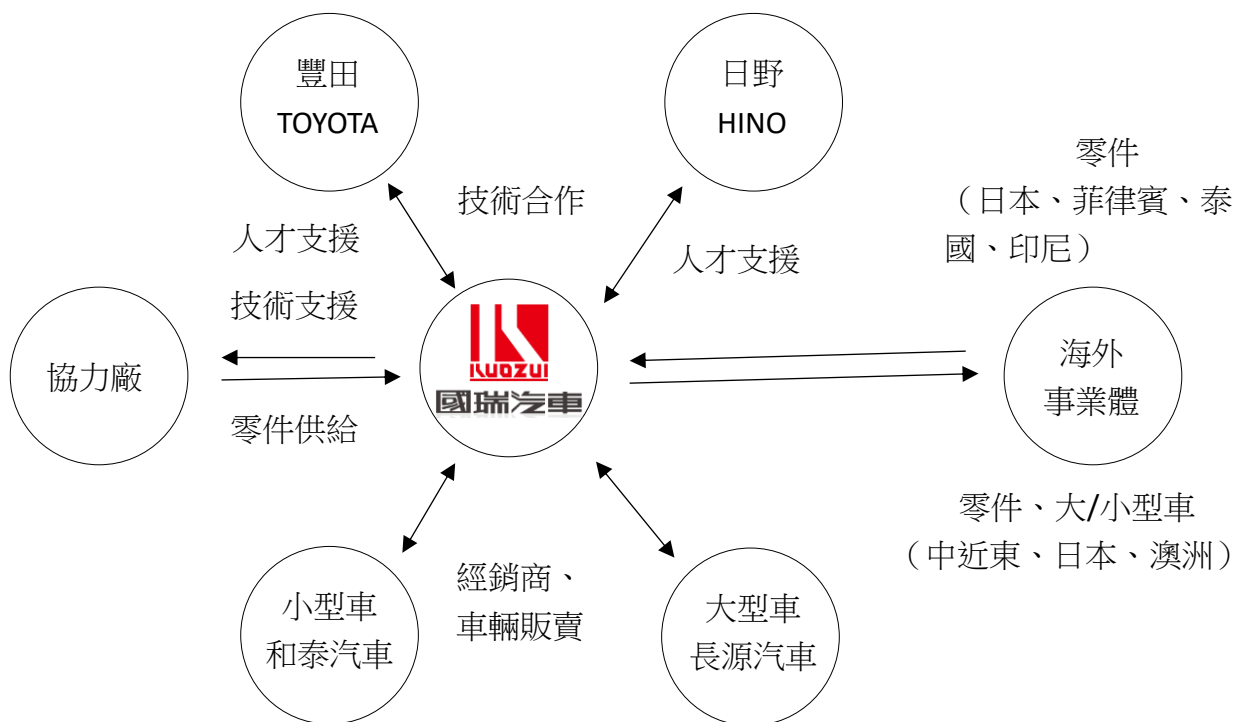 豐田
TOYOTA
日野
HINO
零件
（日本、菲律賓、泰
國、印尼）
技術合作
人才支援
人才支援
技術支援
協力廠
KUOZUI
國瑞汽車
海外
事業體
零件供給
零件、大/小型車
（中近東、日本、澳洲）
小型車
和泰汽車
經銷商、
車輛販賣
大型車
長源汽車